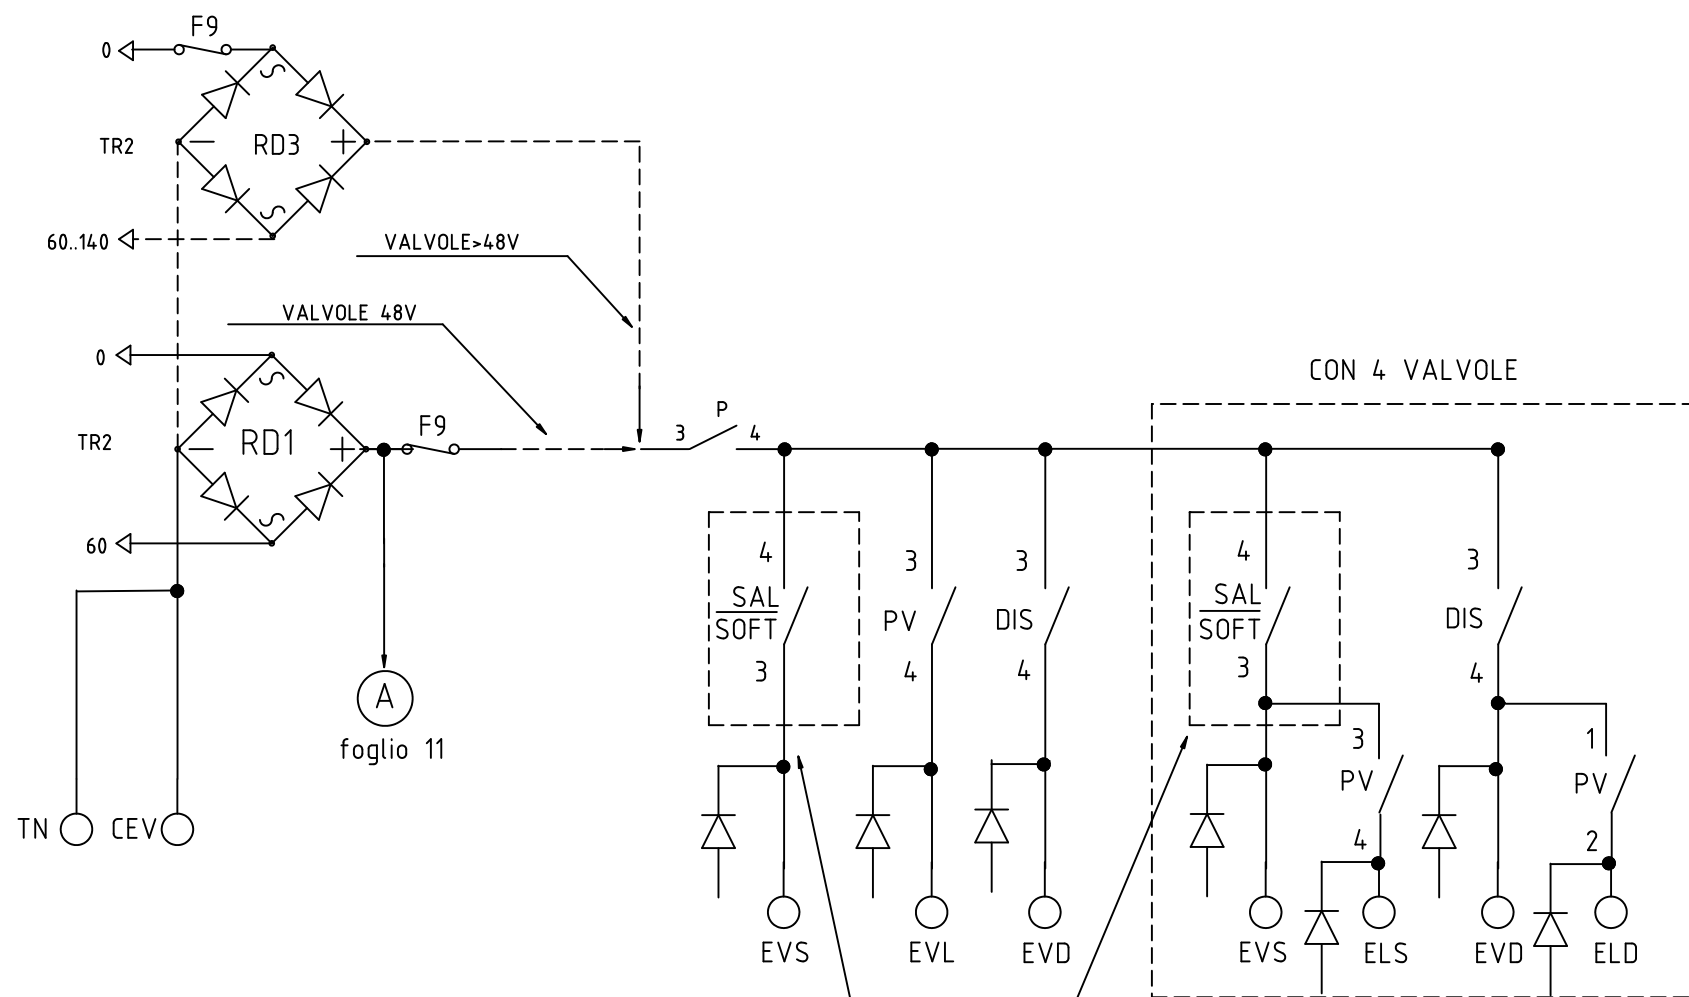 F9
0
TR2
RD3
60..140
VALVOLE>48V
VALVOLE 48V
0
TR2
RD1
F9
60
A
foglio 11
TN
CEV
P
3
4
CON 4 VALVOLE
4
SAL
SOFT
3
3
PV
4
3
DIS
4
4
SAL
SOFT
3
3
DIS
4
3
PV
4
1
PV
2
EVS
EVL
EVD
EVS
ELS
EVD
ELD